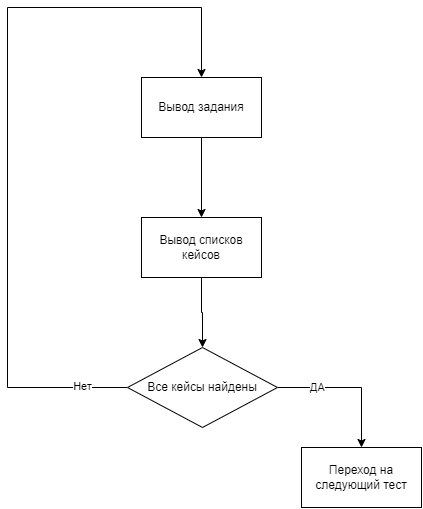 Вывод задания
Вывод списков
кейсов
Все кейсы найдены
Нет
ДА
Переход на
следующий тест